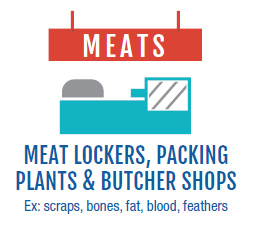 MEATS
MEAT LOCKERS, PACKING
PLANTS & BUTCHER SHOPS
Ex: scraps, bones, fat, blood, feathers